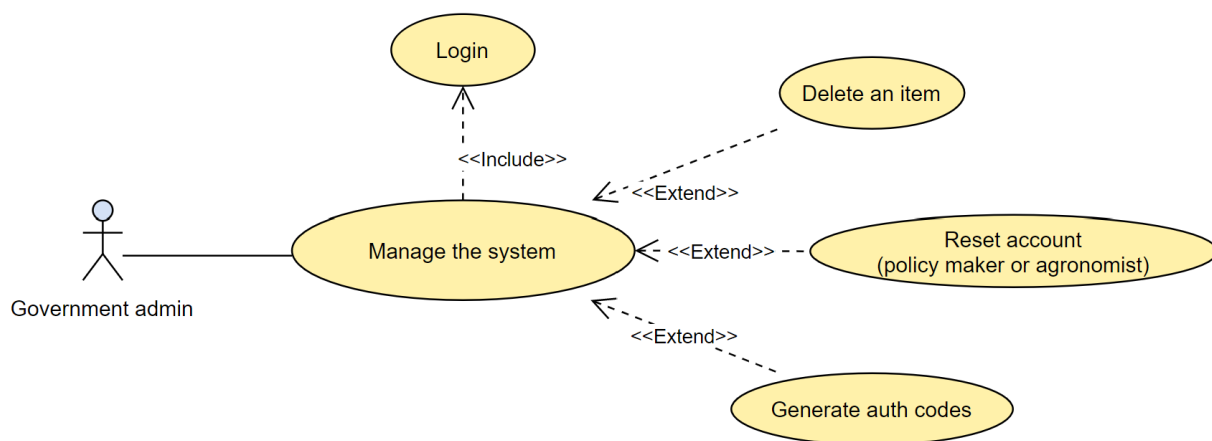 Login
Delete an item
<<Include>>
<<Extend>>
Manage the system
<<Extend>>
Reset account
(policy maker or agronomist)
Government admin
<<Extend>>
Generate auth codes